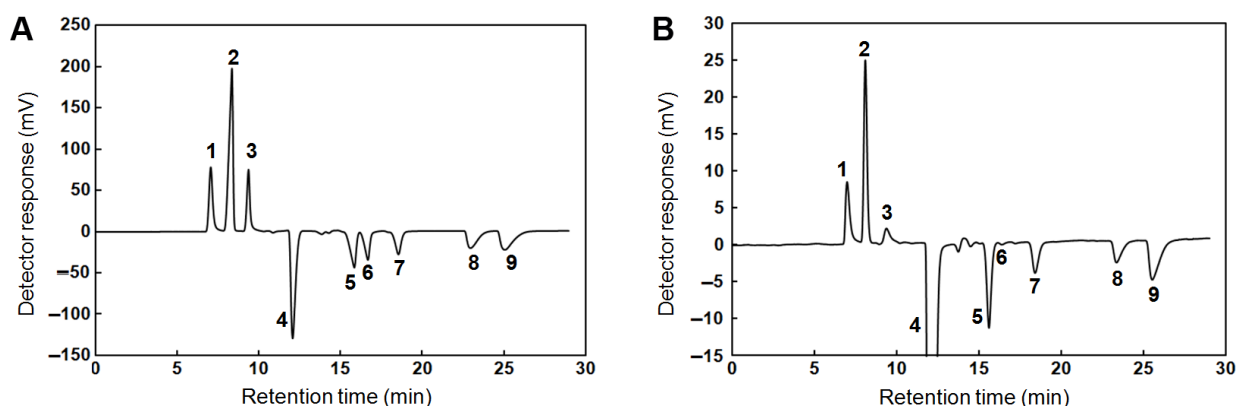 A
Detector response (mV)
250
200
150
100
50
0
−50
−100
−150
0 5 10 15 20 25 30
Retention time (min)
1 2 3 4 5 6 7 8 9
B
Detector response (mV)
30
25
20
15
10
5
0
−5
−10
−15
0 5 10 15 20 25 30
Retention time (min)
1 2 3 4 5 6 7 8 9